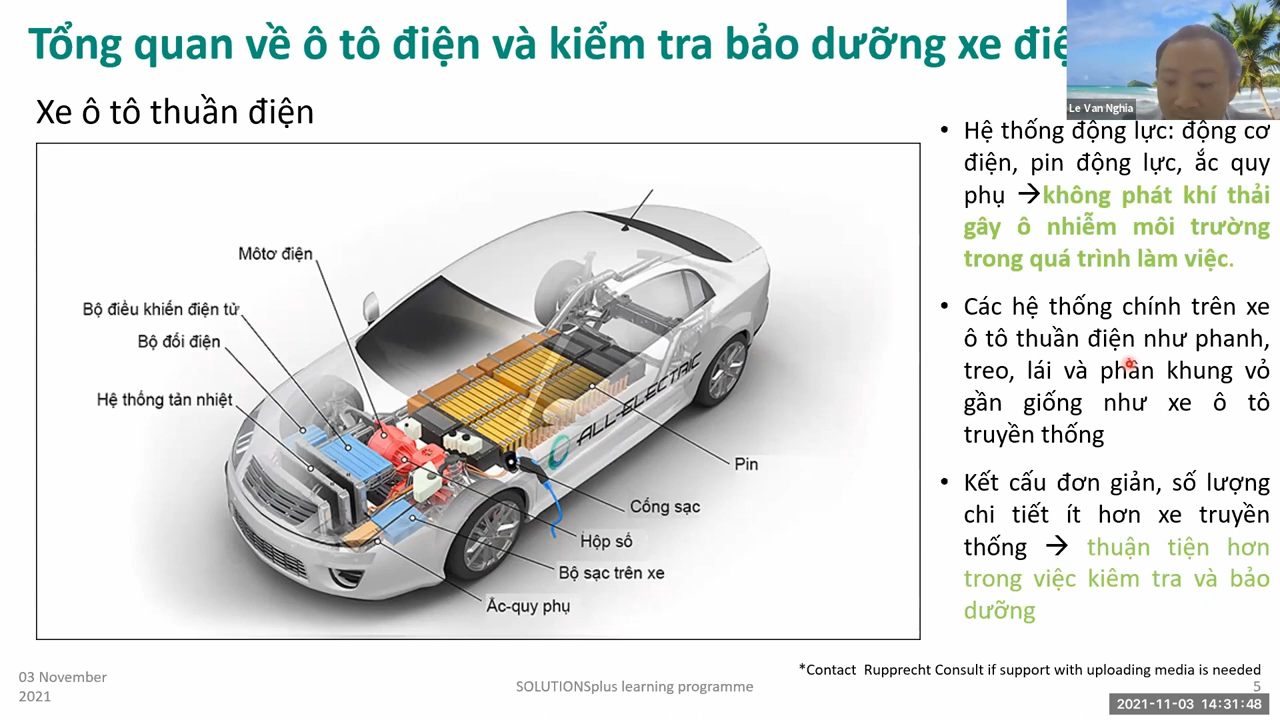 Tổng quan về ô tô điện và kiểm tra bảo dưỡng xe
Le Van Nghia
Xe ô tô thuần điện
Môtơ điện
Bộ điều khiển điện tử
Bộ đổi điện
Hệ thống tản nhiệt
ALL-ELECTRIC
Pin
Cổng sạc
Hộp số
Bộ sạc trên xe
Ắc-quy phụ
• Hệ thống động lực: động cơ
điện, pin động lực, ắc quy
phụ →không phát khí thải
gây ô nhiễm môi trường
trong quá trình làm việc.
• Các hệ thống chính trên xe
ô tô thuần điện như phanh,
treo, lái và phần khung vỏ
gần giống như xe ô tô
truyền thống
• Kết cấu đơn giản, số lượng
chi tiết ít hơn xe truyền
thống → thuận tiện hơn
trong việc kiêm tra và bảo
dưỡng
*Contact Rupprecht Consult if support with uploading media is needed
03 November
2021
SOLUTIONSplus learning programme
5
2021-11-03 14:31:48